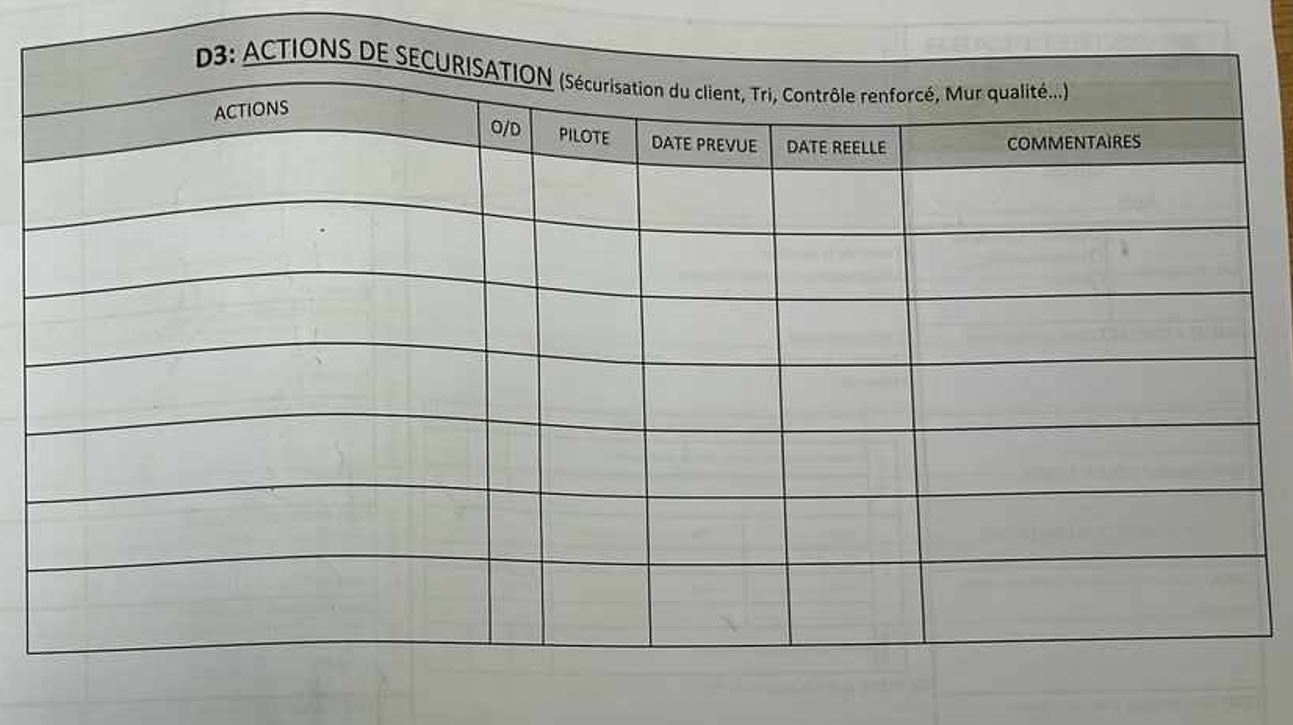 D3: ACTIONS DE SECURISATION (Sécurisation du client, Tri, Contrôle renforcé, Mur qualité...)
ACTIONS O/D PILOTE DATE PREVUE DATE REELLE COMMENTAIRES